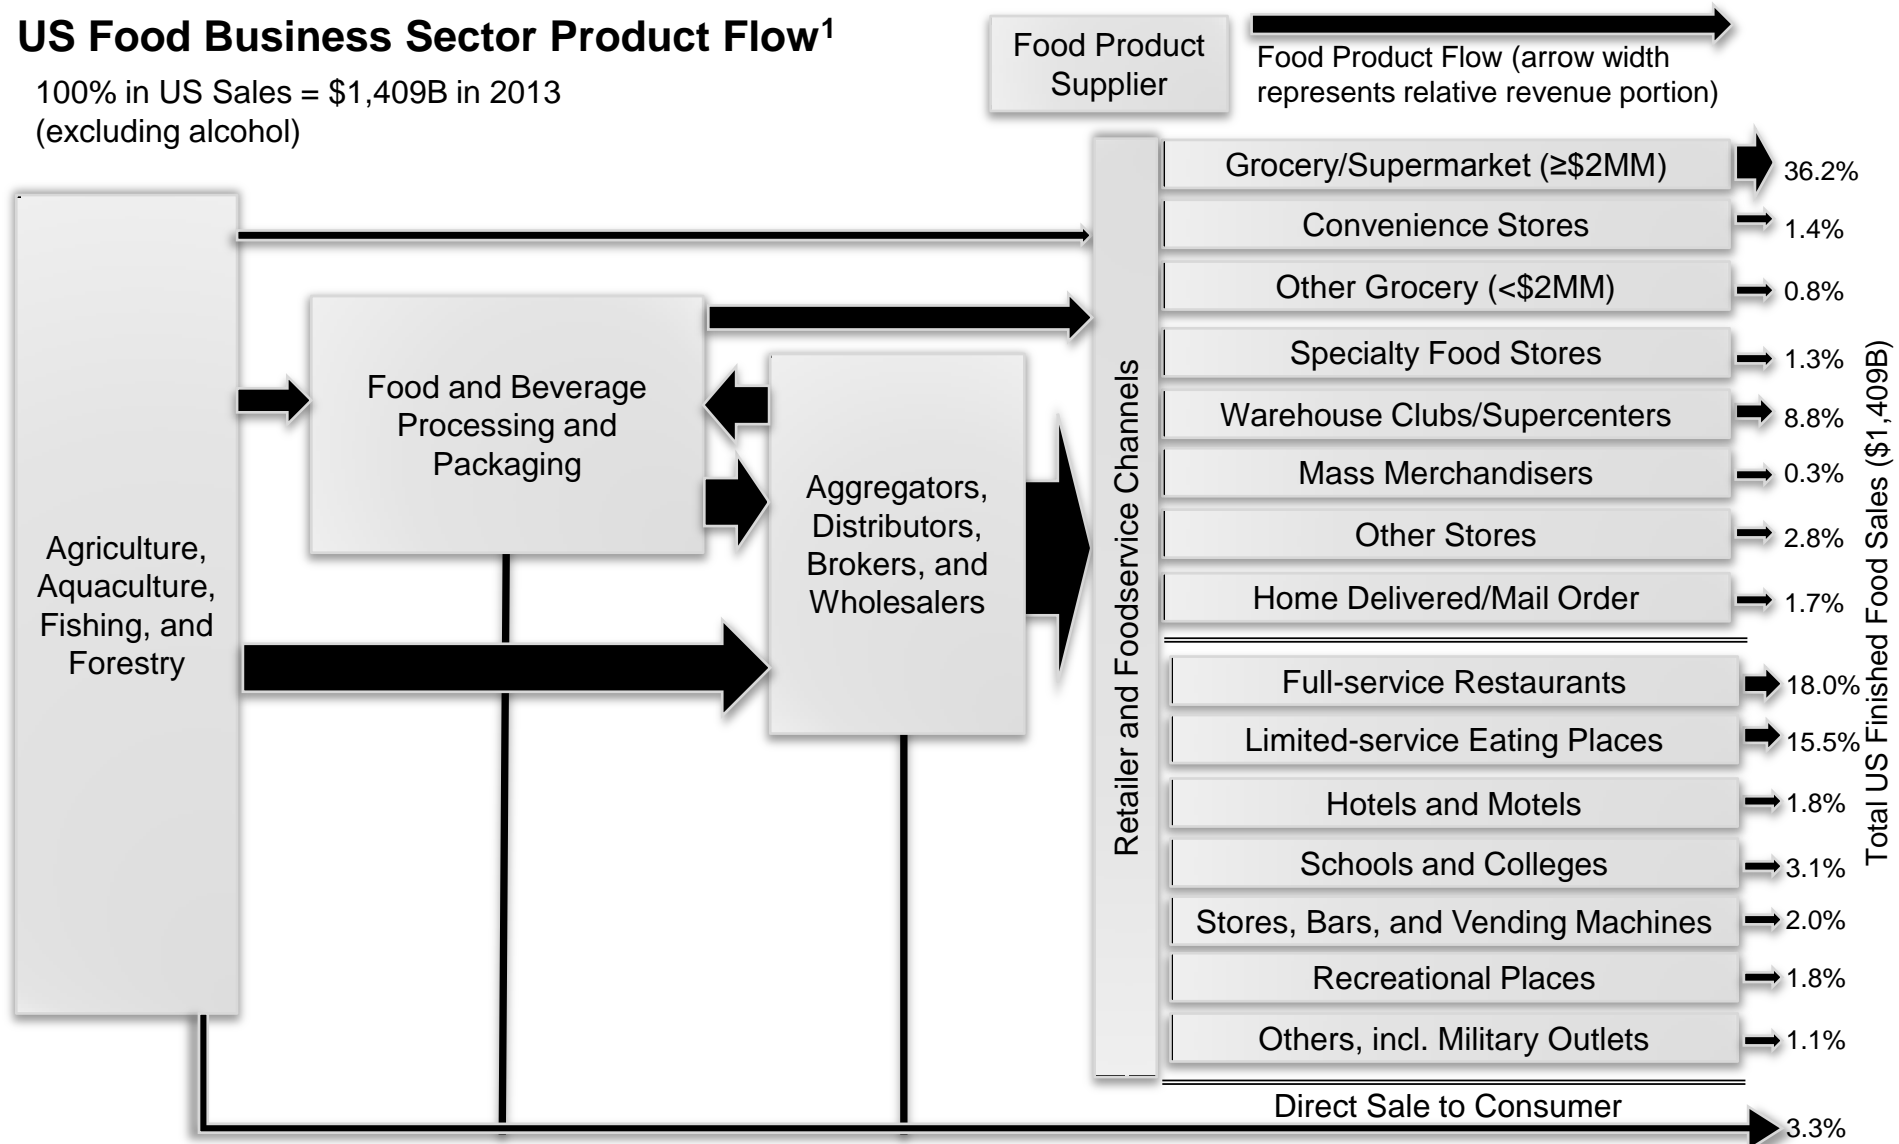 US Food Business Sector Product Flow¹
100% in US Sales = $1,409B in 2013
(excluding alcohol)
Food Product
Supplier
Food Product Flow (arrow width
represents relative revenue portion)
Agriculture,
Aquaculture,
Fishing, and
Forestry
Food and Beverage
Processing and
Packaging
Aggregators,
Distributors,
Brokers, and
Wholesalers
Retailer and Foodservice Channels
Grocery/Supermarket (≥$2MM)
36.2%
Convenience Stores
1.4%
Other Grocery (<$2MM)
0.8%
Specialty Food Stores
1.3%
Warehouse Clubs/Supercenters
8.8%
Mass Merchandisers
0.3%
Other Stores
2.8%
Home Delivered/Mail Order
1.7%
Full-service Restaurants
18.0%
Limited-service Eating Places
15.5%
Hotels and Motels
1.8%
Schools and Colleges
3.1%
Stores, Bars, and Vending Machines
2.0%
Recreational Places
1.8%
Others, incl. Military Outlets
1.1%
Direct Sale to Consumer
3.3%
Total US Finished Food Sales ($1,409B)